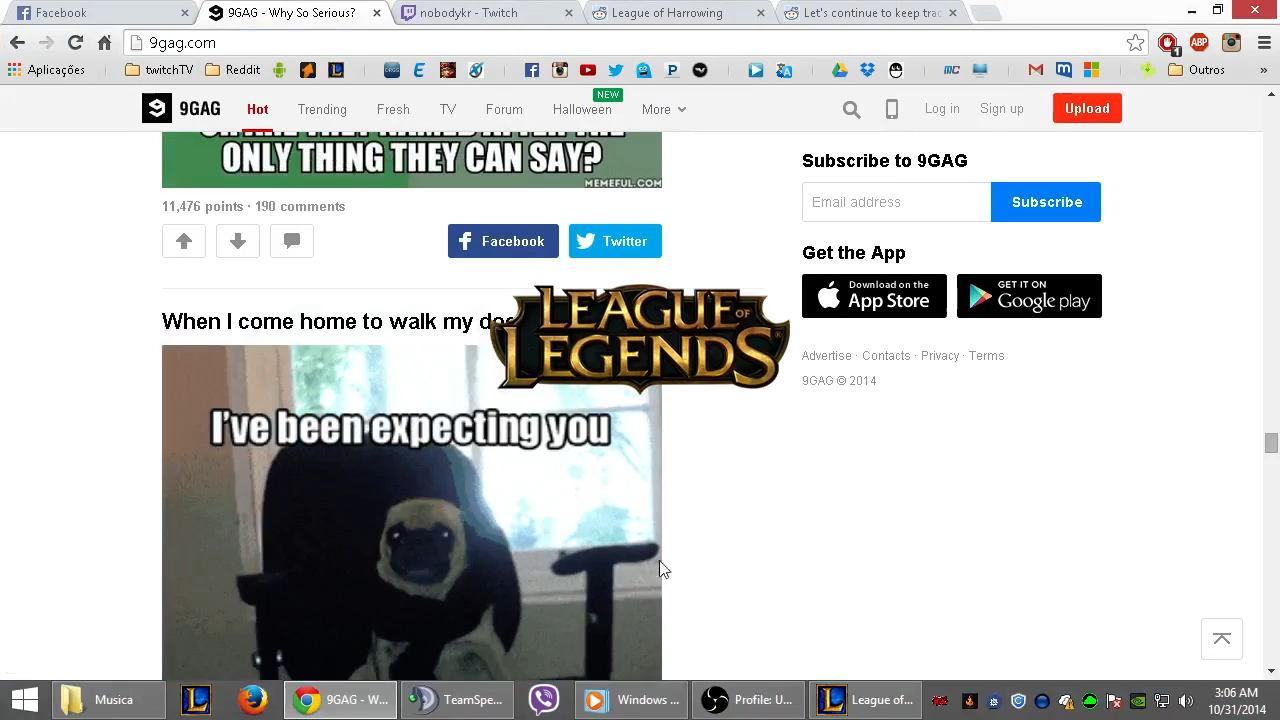 Facebook
9GAG - Why So Serious?
nobodykr - Twitch
League of Harrowing
Let's continue to keep trac
9gag.com
1
ABP
Aplicações
twitchTV
Reddit
Outros
»
9GAG
Hot
Trending
Fresh
TV
Forum
NEW
Halloween
More
Log in
Sign up
Upload
ONLY THING THEY CAN SAY?
MEMEFUL.COM
11,476 points · 190 comments
Facebook
Twitter
Subscribe to 9GAG
Email address
Subscribe
Get the App
Download on the
App Store
GET IT ON
Google play
Advertise · Contacts · Privacy · Terms
9GAG © 2014
When I come home to walk my
LEAGUE OF
LEGENDS
I've been expecting you
Musica
9GAG - W...
TeamSpe...
Windows ...
Profile: U...
League of...
3:06 AM
10/31/2014